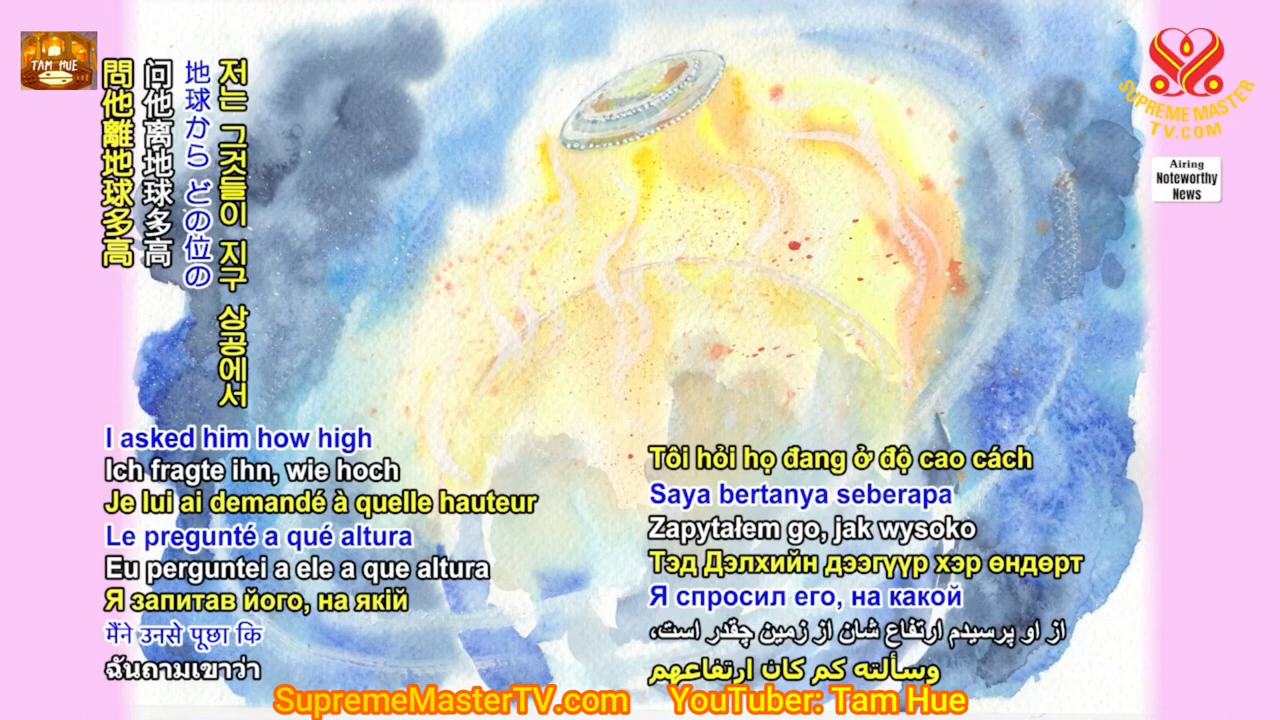 TAM HUE
問他離地球多高
问他离地球多高
地球から どの位の
저는 그것들이 지구 상공에서
SUPREME MASTER
TV.COM
Airing
Noteworthy
News
I asked him how high
Ich fragte ihn, wie hoch
Je lui ai demandé à quelle hauteur
Le pregunté a qué altura
Eu perguntei a ele a que altura
Я запитав його, на якій
मैंने उनसे पूछा कि
ฉันถามเขาว่า
Tôi hỏi họ đang ở độ cao cách
Saya bertanya seberapa
Zapytałem go, jak wysoko
Тэд Дэлхийн дээгүүр хэр өндөрт
Я спросил его, на какой
از او پرسیدم ارتفاع شان از زمین چقدر است،
وسألته كم كان ارتفاعهم
SupremeMasterTV.com YouTuber: Tam Hue